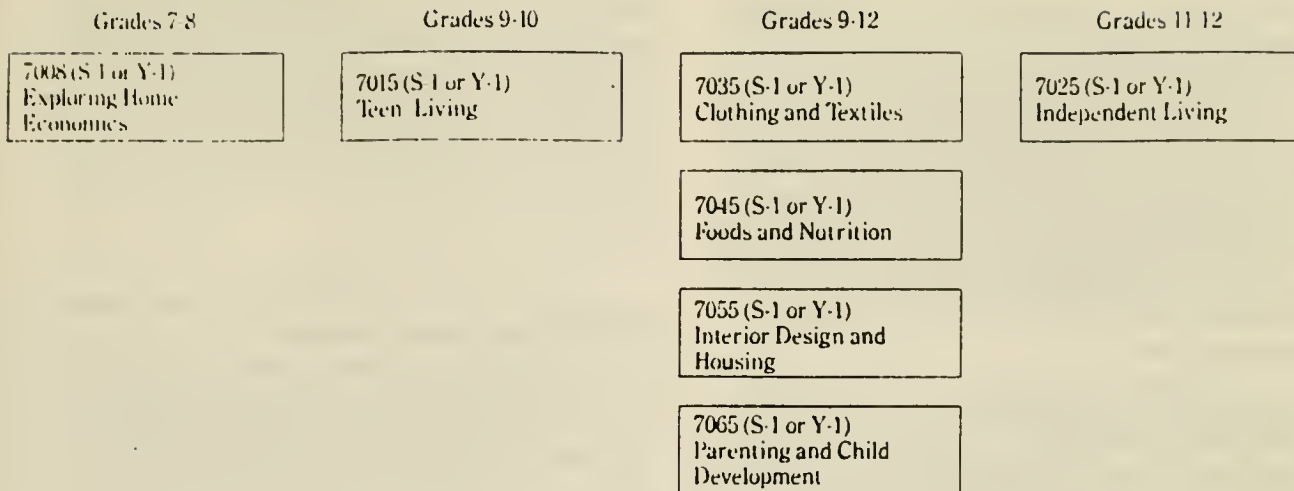 Grades 7-8
7008 (S-1 or Y-1)
Exploring Home
Economics
Grades 9-10
7015 (S-1 or Y-1)
Teen Living
Grades 9-12
7035 (S-1 or Y-1)
Clothing and Textiles
7045 (S-1 or Y-1)
Foods and Nutrition
7055 (S-1 or Y-1)
Interior Design and
Housing
7065 (S-1 or Y-1)
Parenting and Child
Development
Grades 11-12
7025 (S-1 or Y-1)
Independent Living